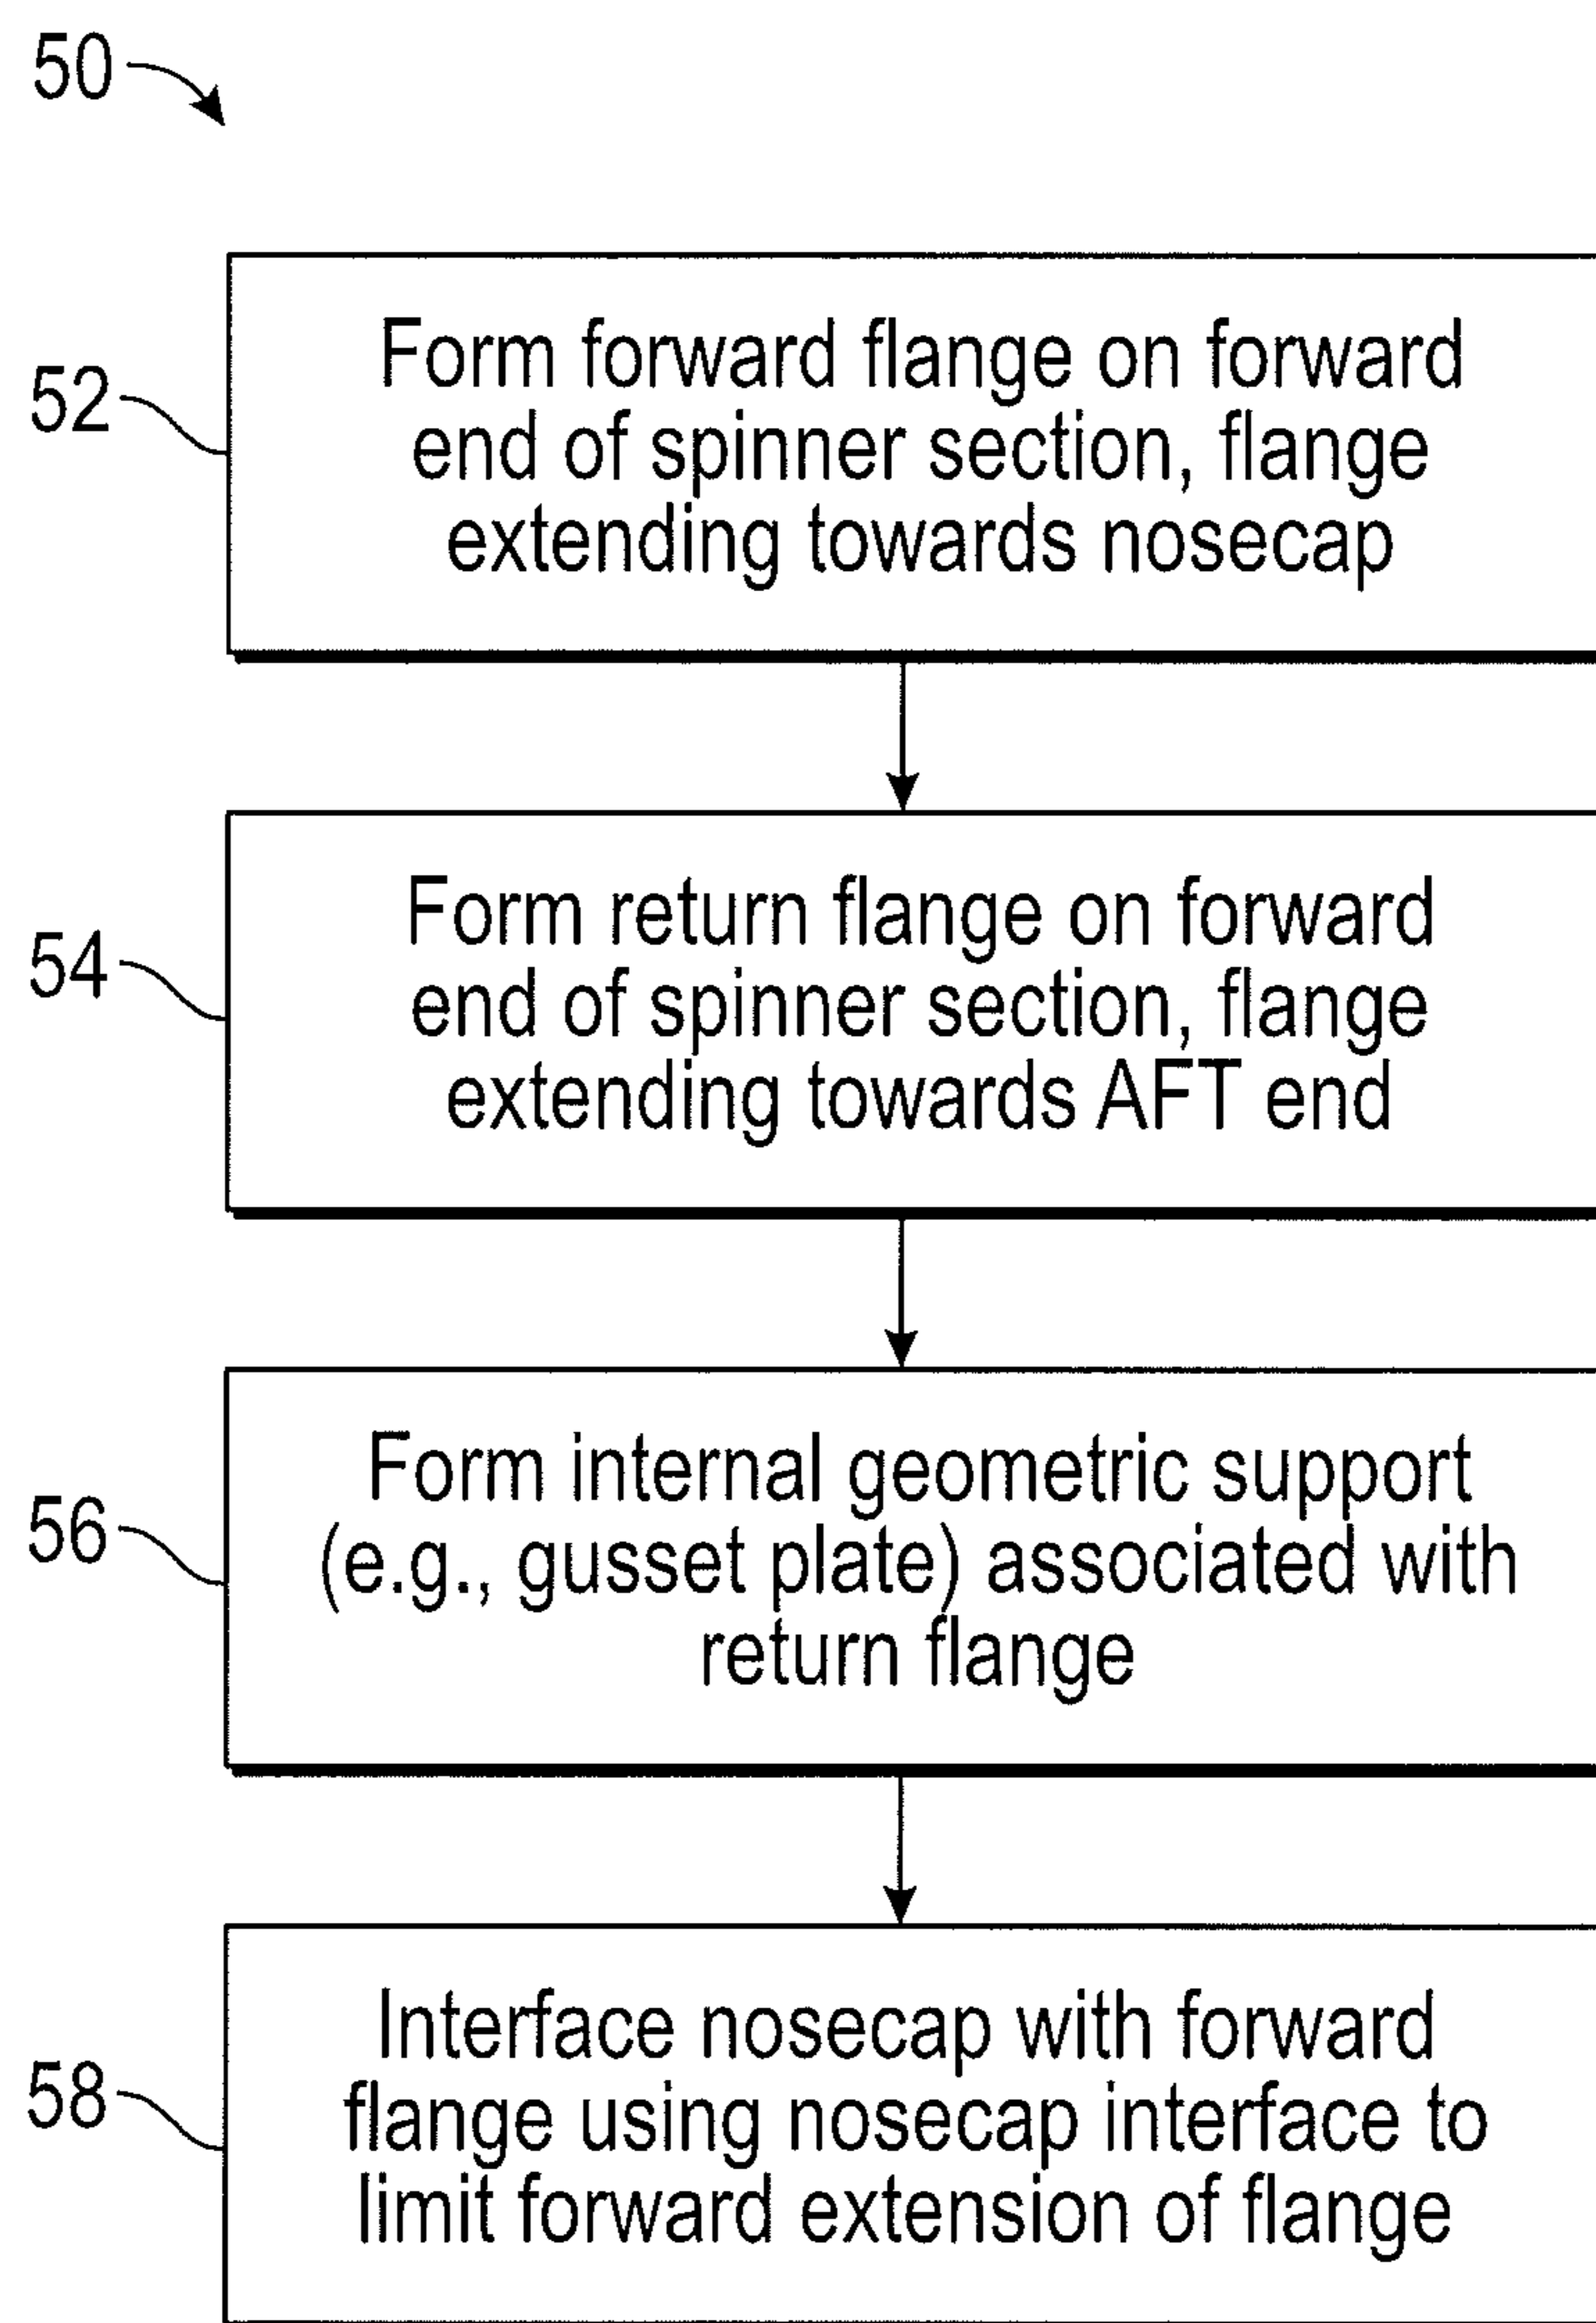 50
52
Form forward flange on forward
end of spinner section, flange
extending towards nosecap
54
Form return flange on forward
end of spinner section, flange
extending towards AFT end
56
Form internal geometric support
(e.g., gusset plate) associated with
return flange
58
Interface nosecap with forward
flange using nosecap interface to
limit forward extension of flange